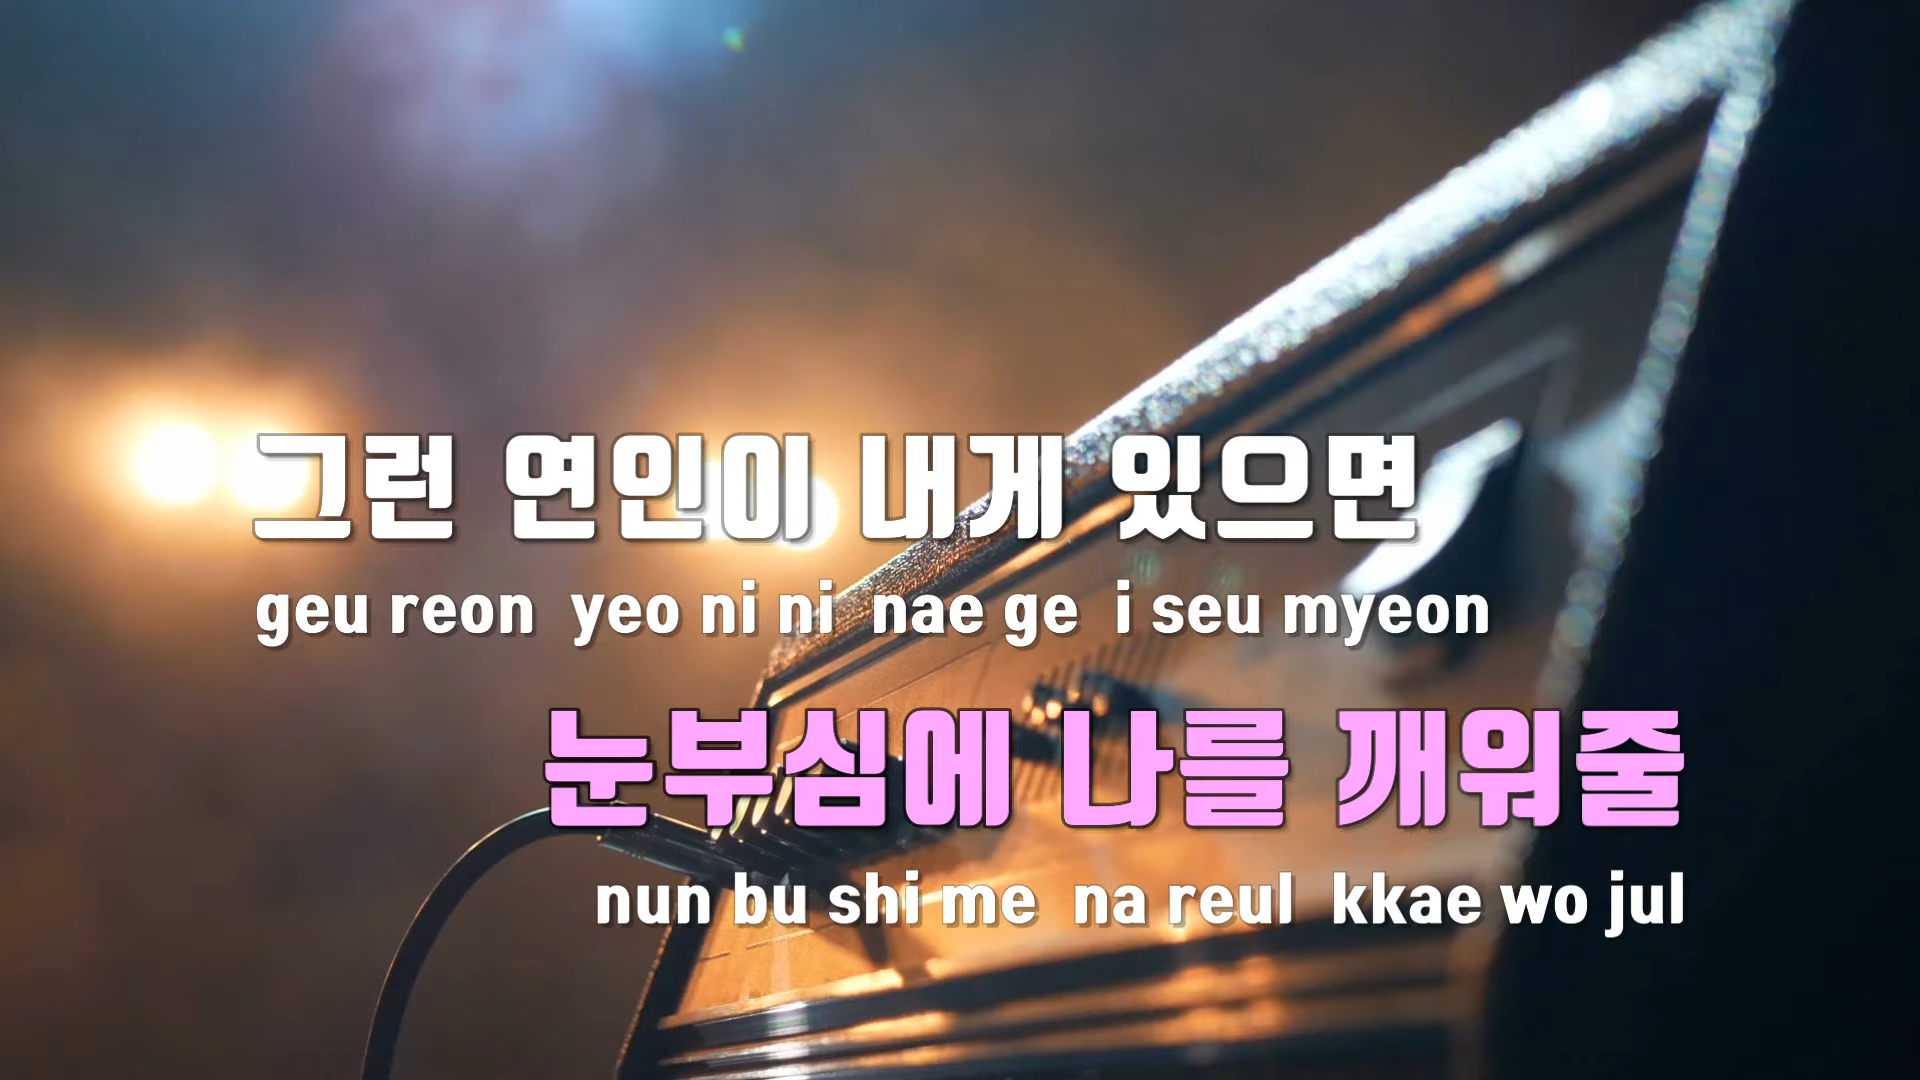 그런 연인이 내게 있으면
geu reon yeo ni ni nae ge i seu myeon
눈부심에 나를 깨워줄
nun bu shi me na reul kkae wo jul